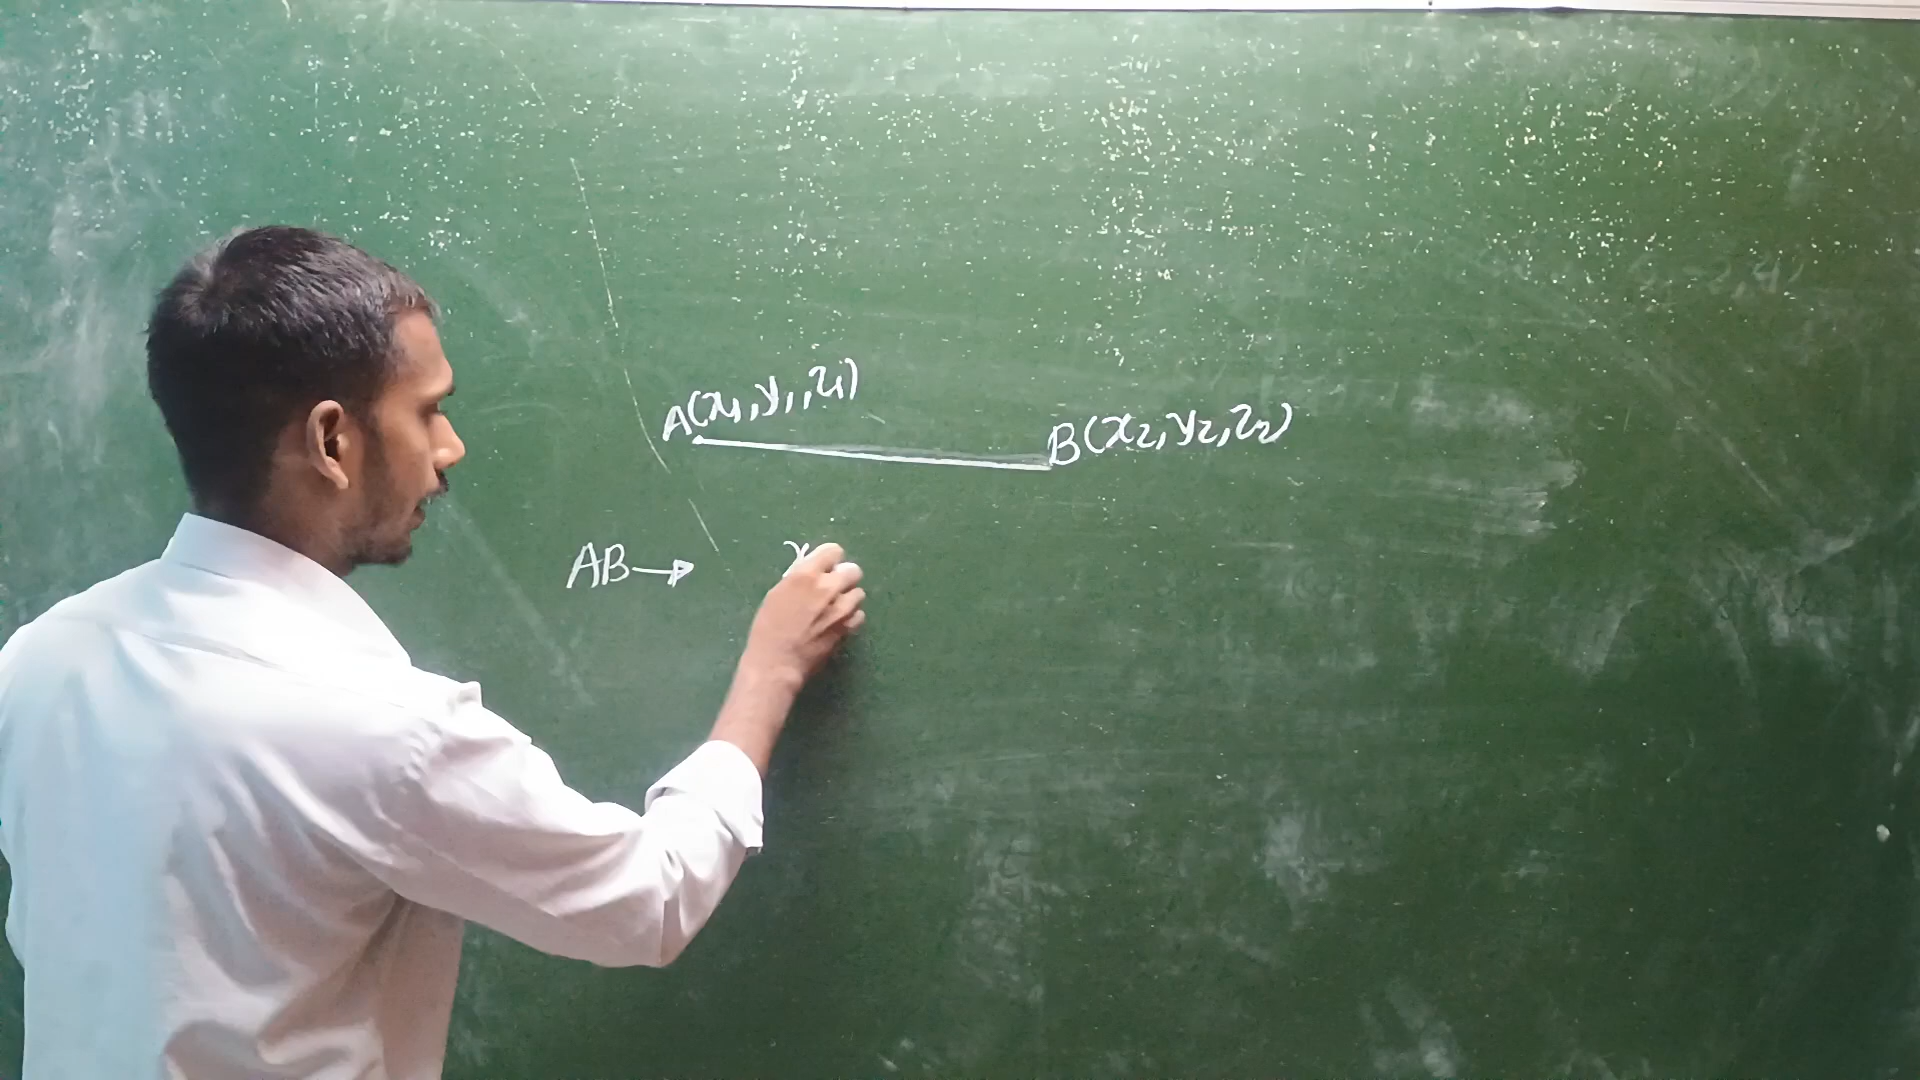 A(x₁,y₁,z₁)
B(x₂,y₂,z₂)
AB→ x